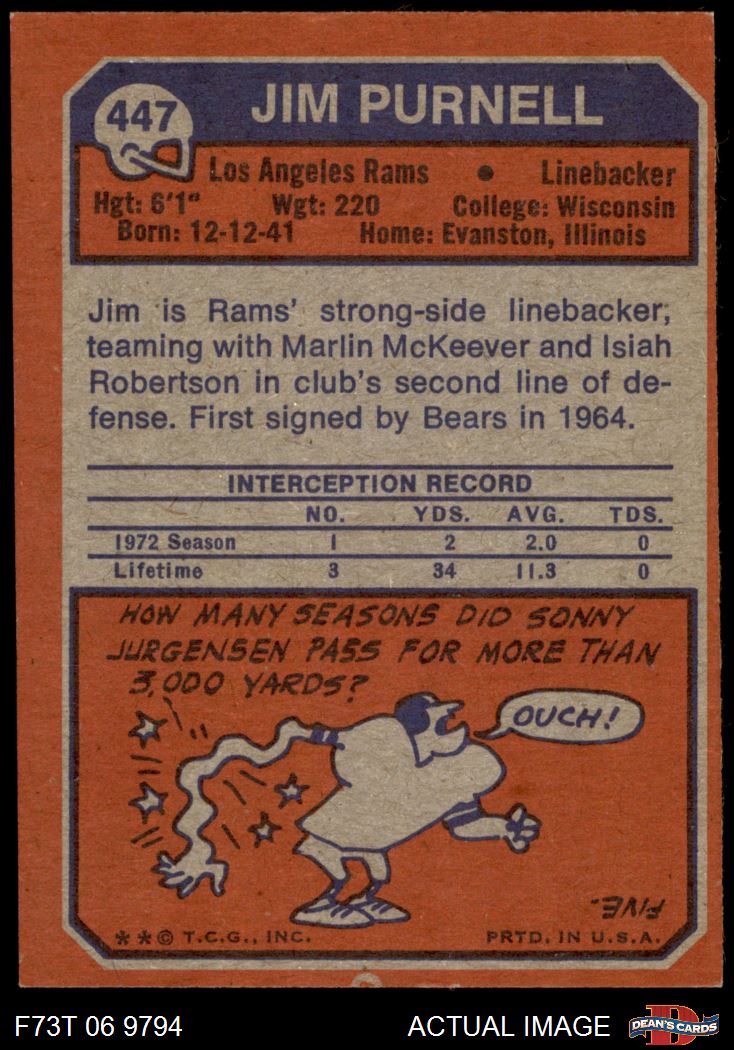 447
JIM PURNELL
Los Angeles Rams • Linebacker
Hgt: 6'1" Wgt: 220 College: Wisconsin
Born: 12-12-41 Home: Evanston, Illinois
Jim is Rams' strong-side linebacker,
teaming with Marlin McKeever and Isiah
Robertson in club's second line of de-
fense. First signed by Bears in 1964.
INTERCEPTION RECORD
NO. YDS. AVG. TDS.
1972 Season 1 2 2.0 0
Lifetime 3 34 11.3 0
HOW MANY SEASONS DID SONNY
JURGENSEN PASS FOR MORE THAN
3,000 YARDS?
OUCH!
FIVE.
* * © T.C.G., INC. PRTD. IN U.S.A.
F73T 06 9794 ACTUAL IMAGE
D
DEAN'S CARDS